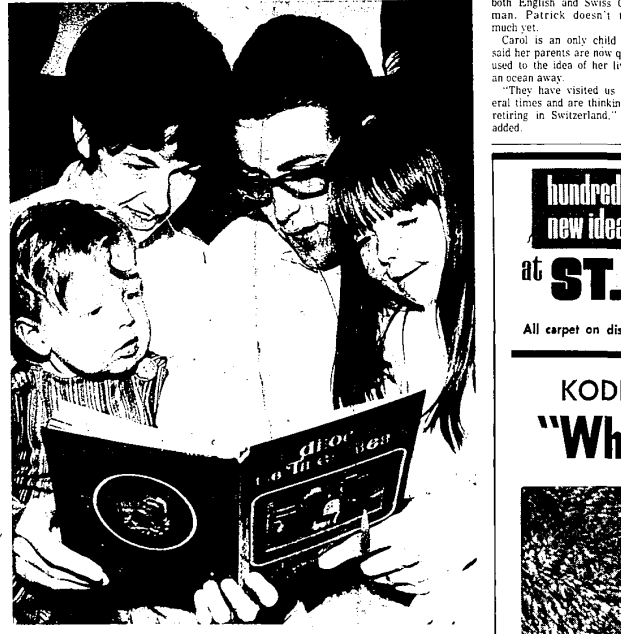 both English and Swiss
man. Patrick doesn't
much yet.
Carol is an only child
said her parents are now
used to the idea of her
an ocean away.
"They have visited us
eral times and are
retiring in Switzerland,"
added.
hundred
new idea
at ST.
All carpet on dis
KOD
"Wh